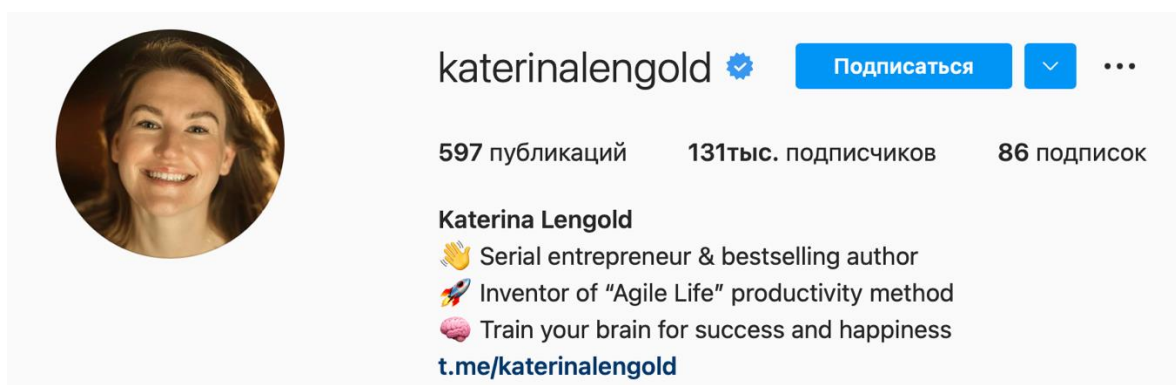 katerinalengold Подписаться
597 публикаций 131тыс. подписчиков 86 подписок
Katerina Lengold
👋 Serial entrepreneur & bestselling author
🚀 Inventor of “Agile Life” productivity method
🧠 Train your brain for success and happiness
t.me/katerinalengold